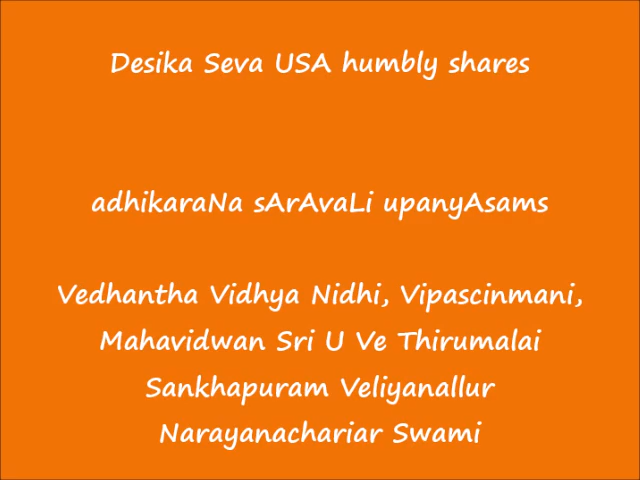 Desika Seva USA humbly shares
adhikaraNa sArAvaLi upanyAsams
Vedhantha Vidhya Nidhi, Vipascinmani,
Mahavidwan Sri U Ve Thirumalai
Sankhapuram Veliyanallur
Narayanachariar Swami